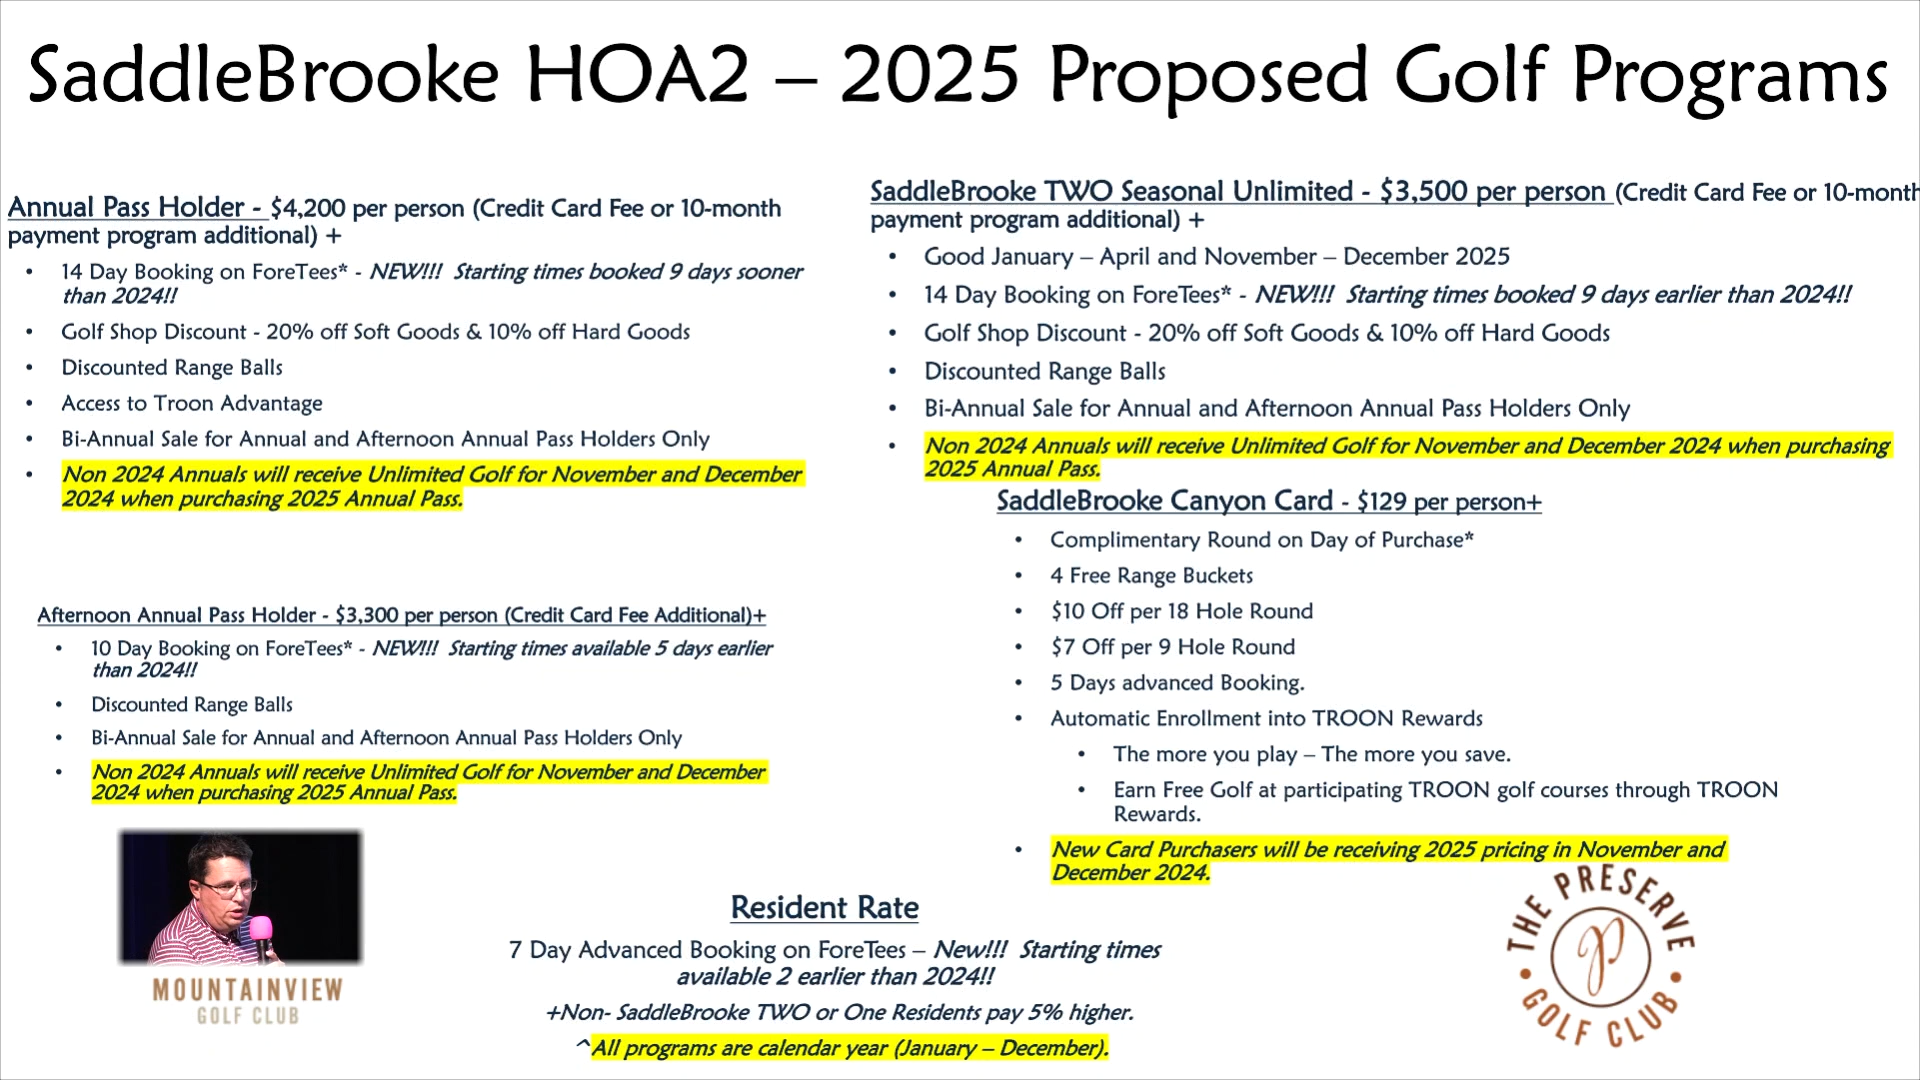 SaddleBrooke HOA2 – 2025 Proposed Golf Programs
Annual Pass Holder - $4,200 per person (Credit Card Fee or 10-month
payment program additional) +
• 14 Day Booking on ForeTees* - NEW!!! Starting times booked 9 days sooner
than 2024!!
• Golf Shop Discount - 20% off Soft Goods & 10% off Hard Goods
• Discounted Range Balls
• Access to Troon Advantage
• Bi-Annual Sale for Annual and Afternoon Annual Pass Holders Only
• Non 2024 Annuals will receive Unlimited Golf for November and December
2024 when purchasing 2025 Annual Pass.
Afternoon Annual Pass Holder - $3,300 per person (Credit Card Fee Additional)+
• 10 Day Booking on ForeTees* - NEW!!! Starting times available 5 days earlier
than 2024!!
• Discounted Range Balls
• Bi-Annual Sale for Annual and Afternoon Annual Pass Holders Only
• Non 2024 Annuals will receive Unlimited Golf for November and December
2024 when purchasing 2025 Annual Pass.
SaddleBrooke TWO Seasonal Unlimited - $3,500 per person (Credit Card Fee or 10-month
payment program additional) +
• Good January – April and November – December 2025
• 14 Day Booking on ForeTees* - NEW!!! Starting times booked 9 days earlier than 2024!!
• Golf Shop Discount - 20% off Soft Goods & 10% off Hard Goods
• Discounted Range Balls
• Bi-Annual Sale for Annual and Afternoon Annual Pass Holders Only
• Non 2024 Annuals will receive Unlimited Golf for November and December 2024 when purchasing
2025 Annual Pass.
SaddleBrooke Canyon Card - $129 per person+
• Complimentary Round on Day of Purchase*
• 4 Free Range Buckets
• $10 Off per 18 Hole Round
• $7 Off per 9 Hole Round
• 5 Days advanced Booking.
• Automatic Enrollment into TROON Rewards
• The more you play – The more you save.
• Earn Free Golf at participating TROON golf courses through TROON
Rewards.
• New Card Purchasers will be receiving 2025 pricing in November and
December 2024.
Resident Rate
7 Day Advanced Booking on ForeTees – New!!! Starting times
available 2 earlier than 2024!!
+Non- SaddleBrooke TWO or One Residents pay 5% higher.
^All programs are calendar year (January – December).
MOUNTAINVIEW
GOLF CLUB
THE PRESERVE
P
GOLF CLUB